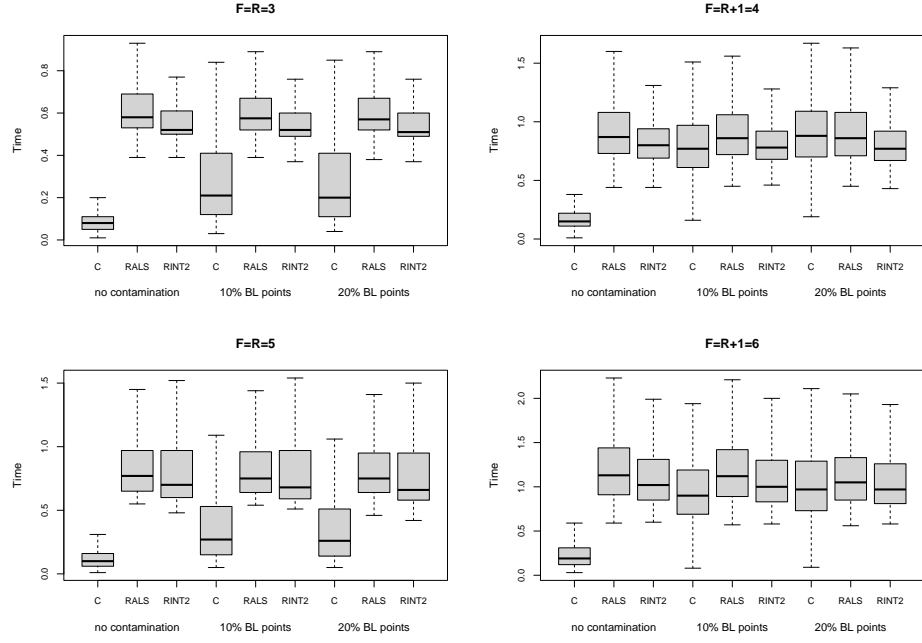 F=R=3
Time
0.0 0.2 0.4 0.6 0.8
C RALS RINT2 C RALS RINT2 C RALS RINT2
no contamination 10% BL points 20% BL points
F=R+1=4
Time
0.0 0.5 1.0 1.5
C RALS RINT2 C RALS RINT2 C RALS RINT2
no contamination 10% BL points 20% BL points
F=R=5
Time
0.0 0.5 1.0 1.5
C RALS RINT2 C RALS RINT2 C RALS RINT2
no contamination 10% BL points 20% BL points
F=R+1=6
Time
0.0 0.5 1.0 1.5 2.0
C RALS RINT2 C RALS RINT2 C RALS RINT2
no contamination 10% BL points 20% BL points